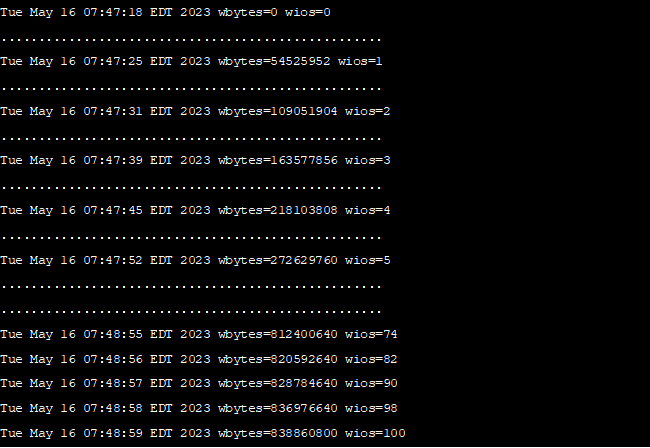 Tue May 16 07:47:18 EDT 2023 wbytes=0 wios=0
...................................................
Tue May 16 07:47:25 EDT 2023 wbytes=54525952 wios=1
...................................................
Tue May 16 07:47:31 EDT 2023 wbytes=109051904 wios=2
...................................................
Tue May 16 07:47:39 EDT 2023 wbytes=163577856 wios=3
...................................................
Tue May 16 07:47:45 EDT 2023 wbytes=218103808 wios=4
...................................................
Tue May 16 07:47:52 EDT 2023 wbytes=272629760 wios=5
...................................................
...................................................
Tue May 16 07:48:55 EDT 2023 wbytes=812400640 wios=74
Tue May 16 07:48:56 EDT 2023 wbytes=820592640 wios=82
Tue May 16 07:48:57 EDT 2023 wbytes=828784640 wios=90
Tue May 16 07:48:58 EDT 2023 wbytes=836976640 wios=98
Tue May 16 07:48:59 EDT 2023 wbytes=838860800 wios=100